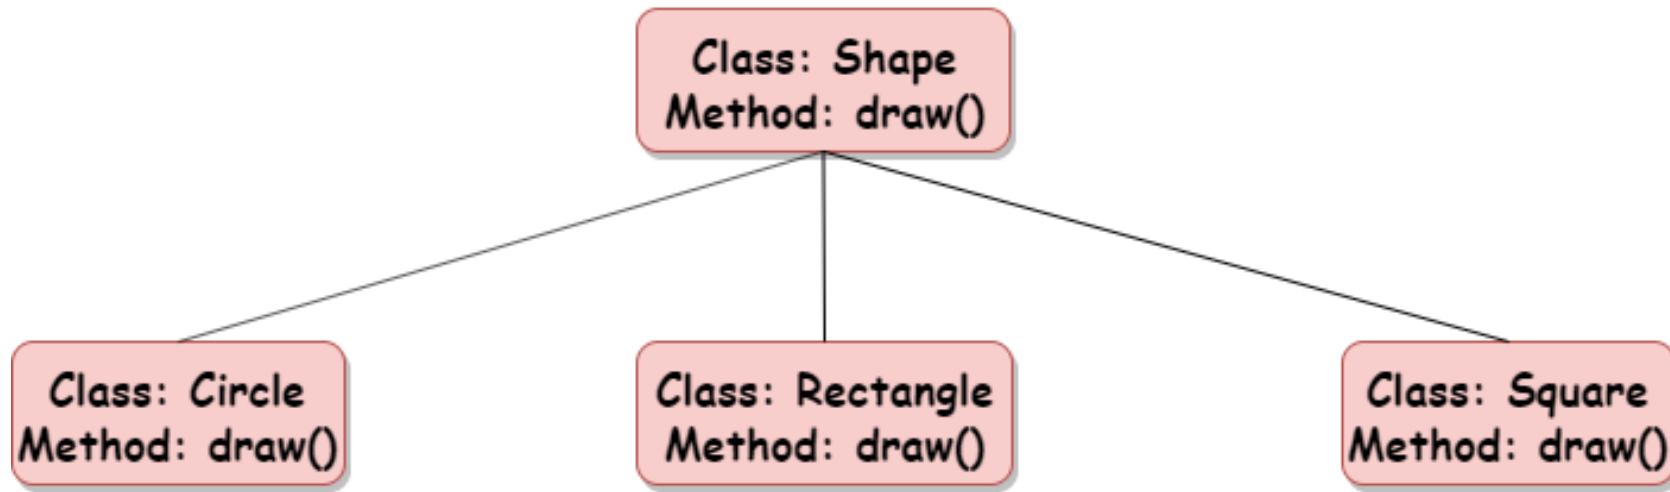 Class: Shape
Method: draw()
Class: Circle
Method: draw()
Class: Rectangle
Method: draw()
Class: Square
Method: draw()